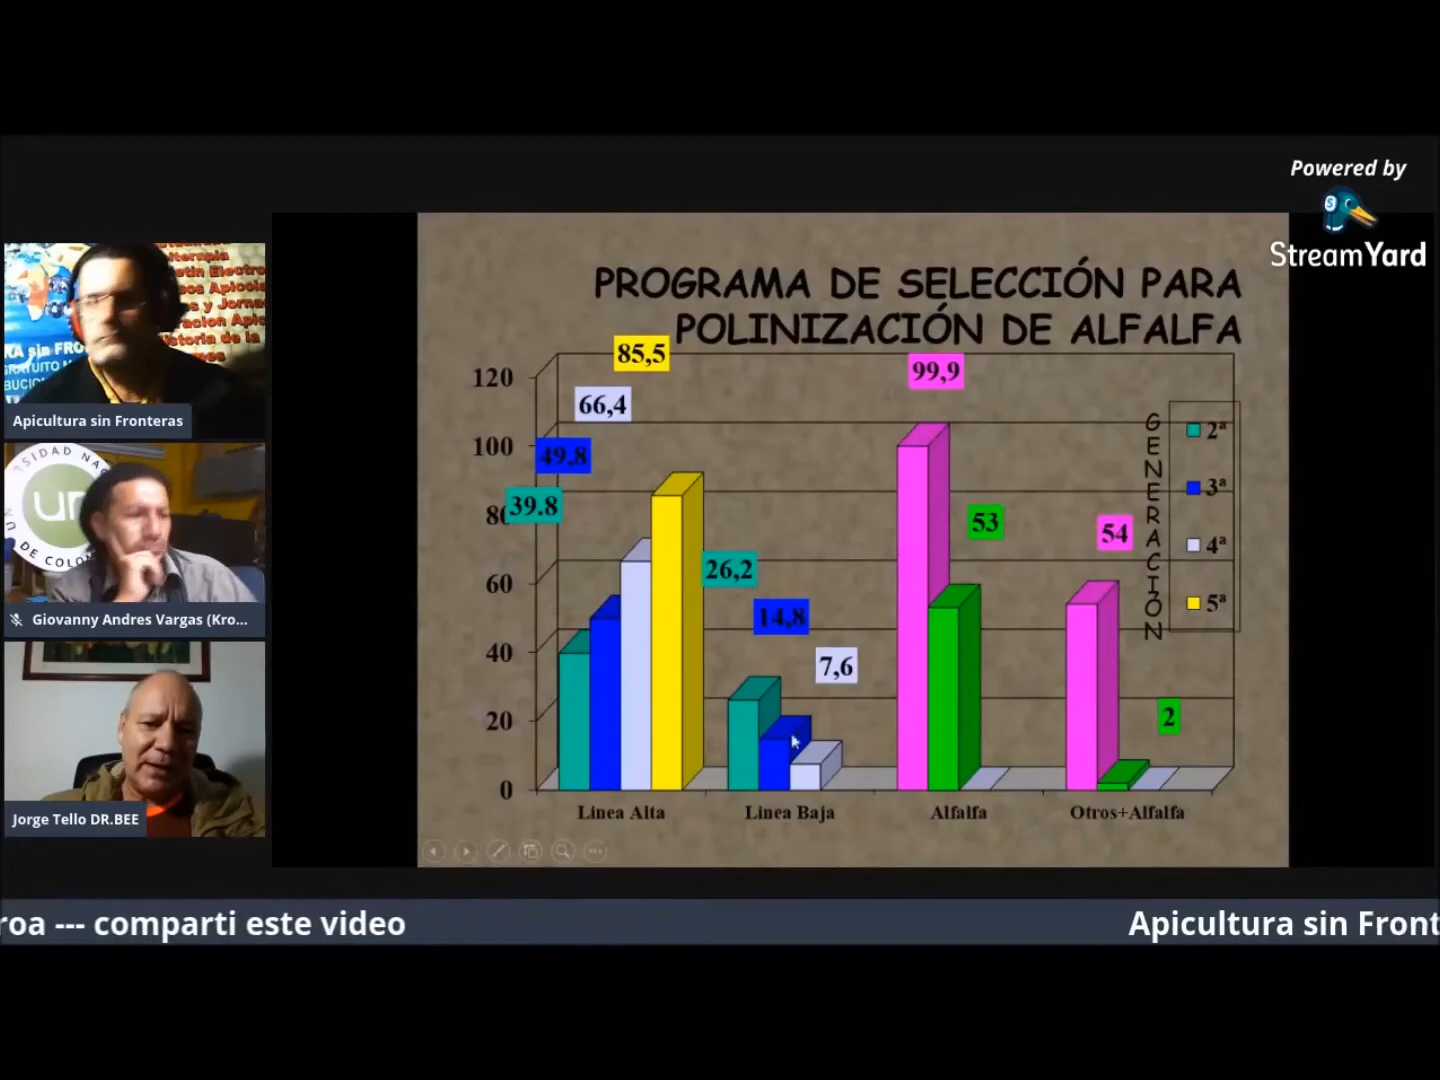 Powered by
StreamYard
PROGRAMA DE SELECCIÓN PARA
POLINIZACIÓN DE ALFALFA
120
100
80
60
40
20
0
39.8
49,8
66,4
85,5
26,2
14,8
7,6
99,9
53
54
2
Linea Alta
Linea Baja
Alfalfa
Otros+Alfalfa
GENERACIÓN
2ª
3ª
4ª
5ª
Apicultura sin Fronteras
Giovanny Andres Vargas (Kro...
DE COLO
Jorge Tello DR.BEE
roa --- comparti este video
Apicultura sin Front